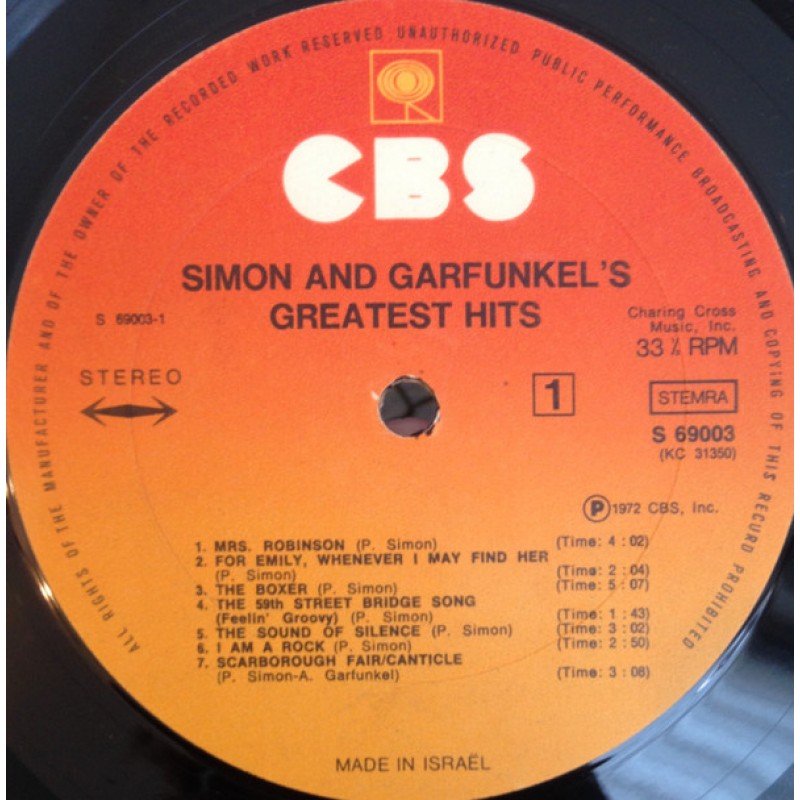 ALL RIGHTS OF THE MANUFACTURER AND OF THE OWNER OF THE RECORDED WORK RESERVED UNAUTHORIZED PUBLIC PERFORMANCE BROADCASTING AND COPYING OF THIS RECORD PROHIBITED
CBS
SIMON AND GARFUNKEL'S
GREATEST HITS
S 69003-1
Charing Cross
Music, Inc.
33 ⅓ RPM
STEREO
1
STEMRA
S 69003
(KC 31350)
Ⓟ1972 CBS, Inc.
1. MRS. ROBINSON (P. Simon) (Time: 4 : 02)
2. FOR EMILY, WHENEVER I MAY FIND HER
(P. Simon) (Time: 2 : 04)
3. THE BOXER (P. Simon) (Time: 5 : 07)
4. THE 59th STREET BRIDGE SONG
(Feelin' Groovy) (P. Simon) (Time: 1 : 43)
5. THE SOUND OF SILENCE (P. Simon) (Time: 3 : 02)
6. I AM A ROCK (P. Simon) (Time: 2 : 50)
7. SCARBOROUGH FAIR/CANTICLE
(P. Simon-A. Garfunkel) (Time: 3 : 08)
MADE IN ISRAËL